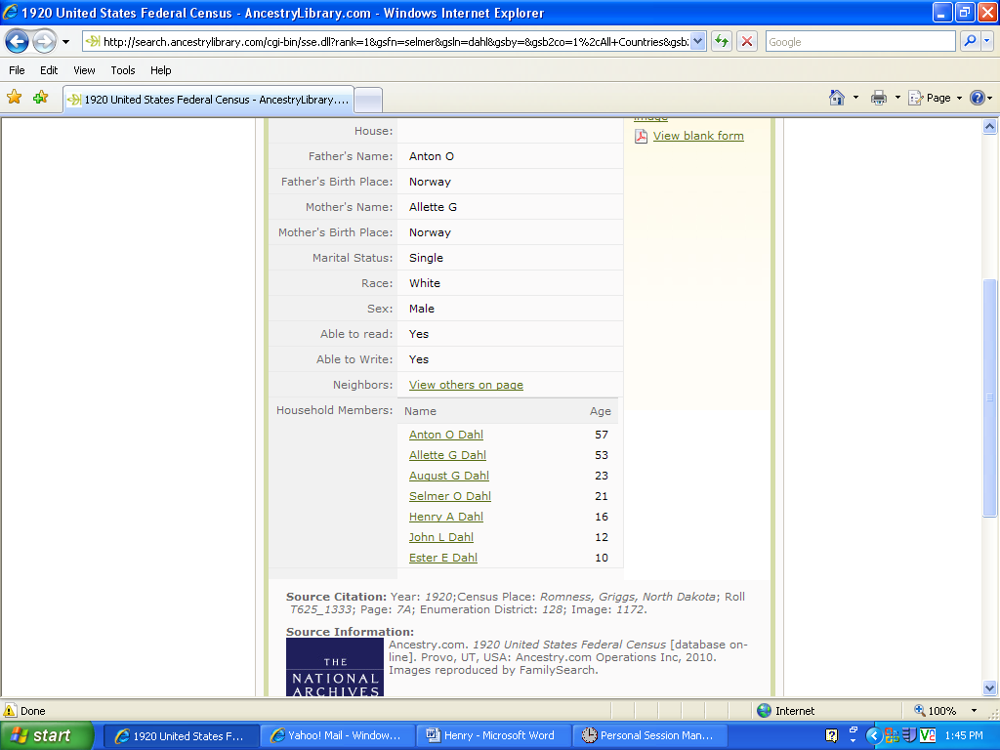 1920 United States Federal Census - AncestryLibrary.com - Windows Internet Explorer
http://search.ancestrylibrary.com/cgi-bin/sse.dll?rank=1&gsfn=selmer&gsln=dahl&gsby=&gsb2co=1%2cAll+Countries&gsb2
Google
File Edit View Tools Help
1920 United States Federal Census - AncestryLibrary....
Page
image
House:
View blank form
Father's Name: Anton O
Father's Birth Place: Norway
Mother's Name: Allette G
Mother's Birth Place: Norway
Marital Status: Single
Race: White
Sex: Male
Able to read: Yes
Able to Write: Yes
Neighbors: View others on page
Household Members: Name Age
Anton O Dahl 57
Allette G Dahl 53
August G Dahl 23
Selmer O Dahl 21
Henry A Dahl 16
John L Dahl 12
Ester E Dahl 10
Source Citation: Year: 1920;Census Place: Romness, Griggs, North Dakota; Roll
T625_1333; Page: 7A; Enumeration District: 128; Image: 1172.
Source Information:
Ancestry.com. 1920 United States Federal Census [database on-
line]. Provo, UT, USA: Ancestry.com Operations Inc, 2010.
Images reproduced by FamilySearch.
THE
NATIONAL
ARCHIVES
Done Internet 100%
start 1920 United States F... Yahoo! Mail - Window... Henry - Microsoft Word Personal Session Man... 1:45 PM